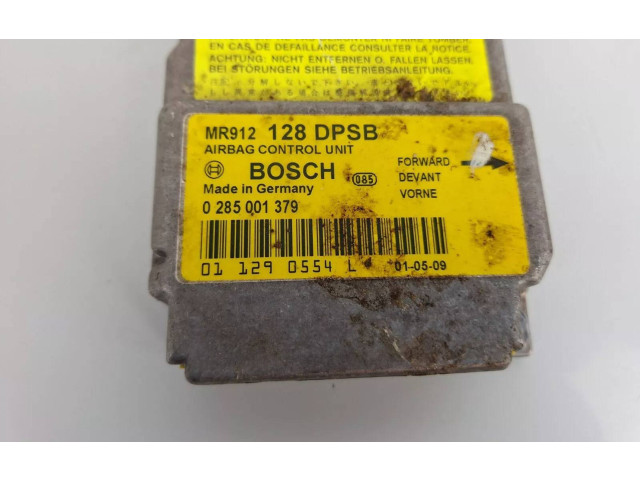 EN CAS DE DEFAILLANCE CONSULTER LA NOTICE.
ACHTUNG: NICHT ENTFERNEN O. FALLEN LASSEN.
BEI STÖRUNGEN SIEHE BETRIEBSANLEITUNG.
MR912 128 DPSB
AIRBAG CONTROL UNIT
BOSCH 085
Made in Germany
0 285 001 379
FORWARD
DEVANT
VORNE
01 129 0554 L 01-05-09